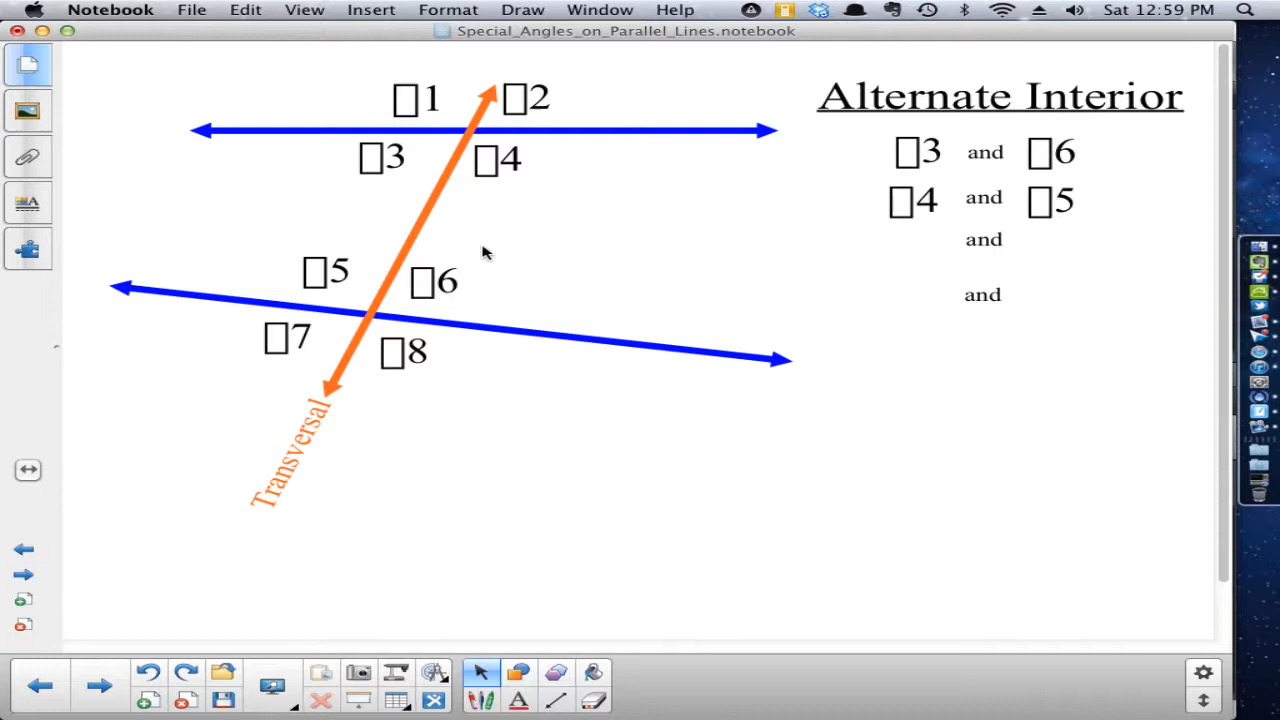 Notebook File Edit View Insert Format Draw Window Help Sat 12:59 PM
Special_Angles_on_Parallel_Lines.notebook
Alternate Interior
▯1 ▯2
▯3 ▯4
▯3 and ▯6
▯4 and ▯5
and
and
▯5 ▯6
▯7 ▯8
Transversal